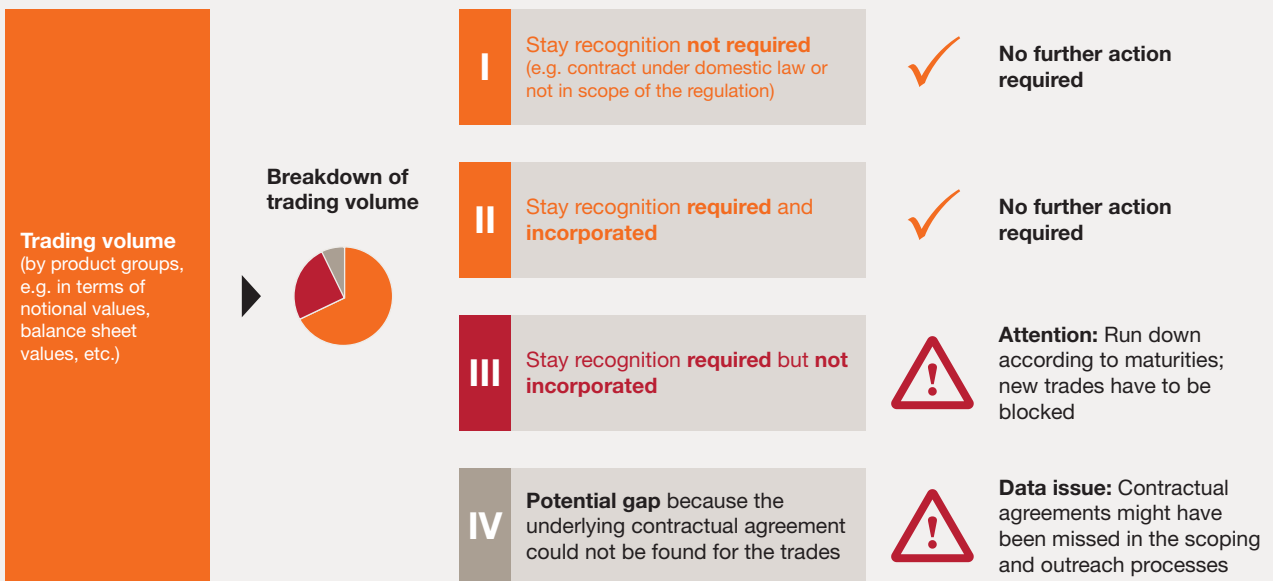 Trading volume
(by product groups,
e.g. in terms of
notional values,
balance sheet
values, etc.)
Breakdown of
trading volume
I
Stay recognition not required
(e.g. contract under domestic law or
not in scope of the regulation)
No further action
required
II
Stay recognition required and
incorporated
No further action
required
III
Stay recognition required but not
incorporated
Attention: Run down
according to maturities;
new trades have to be
blocked
IV
Potential gap because the
underlying contractual agreement
could not be found for the trades
Data issue: Contractual
agreements might have
been missed in the scoping
and outreach processes